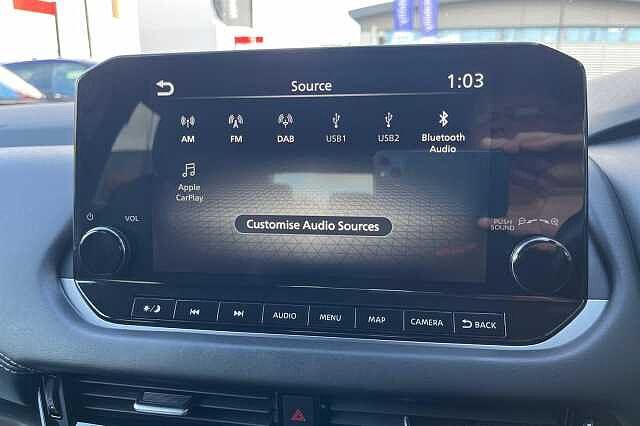 Source
1:03
AM
FM
DAB
USB1
USB2
Bluetooth
Audio
Apple
CarPlay
Customise Audio Sources
VOL
PUSH
SOUND
AUDIO
MENU
MAP
CAMERA
BACK